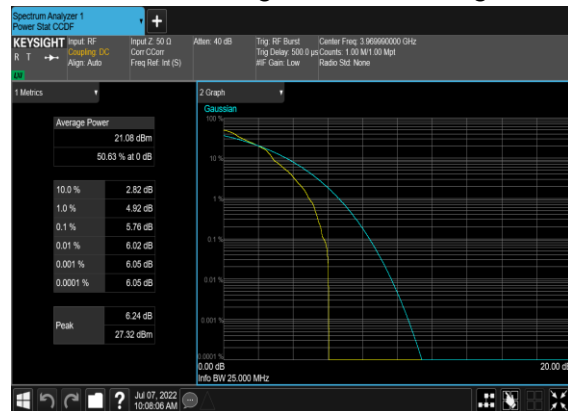 Spectrum Analyzer 1
Power Stat CCDF
+
KEYSIGHT
R T
LW
Input: RF
Coupling: DC
Align: Auto
Input Z: 50 Ω
Corr CCorr
Freq Ref: Int (S)
Atten: 40 dB
Trig: RF Burst
Trig Delay: 500.0 µs
#IF Gain: Low
Center Freq: 3.969990000 GHz
Counts: 1.00 M/1.00 Mpt
Radio Std: None
1 Metrics
Average Power
21.08 dBm
50.63 % at 0 dB
10.0 % 2.82 dB
1.0 % 4.92 dB
0.1 % 5.76 dB
0.01 % 6.02 dB
0.001 % 6.05 dB
0.0001 % 6.05 dB
Peak
6.24 dB
27.32 dBm
2 Graph
Gaussian
100 %
10 %
1 %
0.1 %
0.01 %
0.001 %
0.0001 %
0.00 dB
20.00 dB
Info BW 25.000 MHz
?
Jul 07, 2022
10:08:06 AM